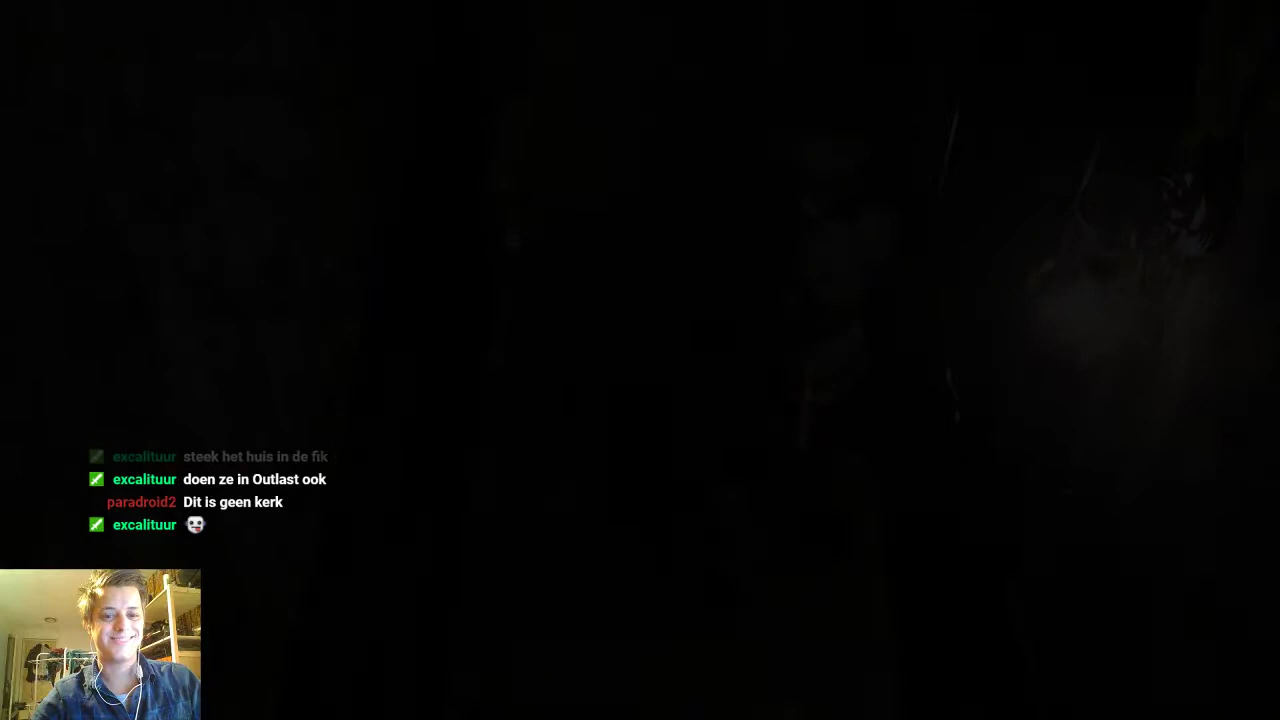 excalituur steek het huis in de fik
excalituur doen ze in Outlast ook
paradroid2 Dit is geen kerk
excalituur 👻